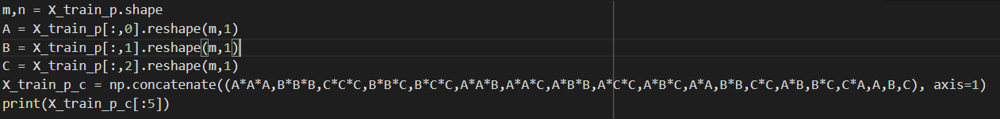 m,n = X_train_p.shape
A = X_train_p[:,0].reshape(m,1)
B = X_train_p[:,1].reshape(m,1)
C = X_train_p[:,2].reshape(m,1)
X_train_p_c = np.concatenate((A*A*A,B*B*B,C*C*C,B*B*C,B*C*C,A*A*B,A*A*C,A*B*B,A*C*C,A*B*C,A*A,B*B,C*C,A*B,B*C,C*A,A,B,C), axis=1)
print(X_train_p_c[:5])